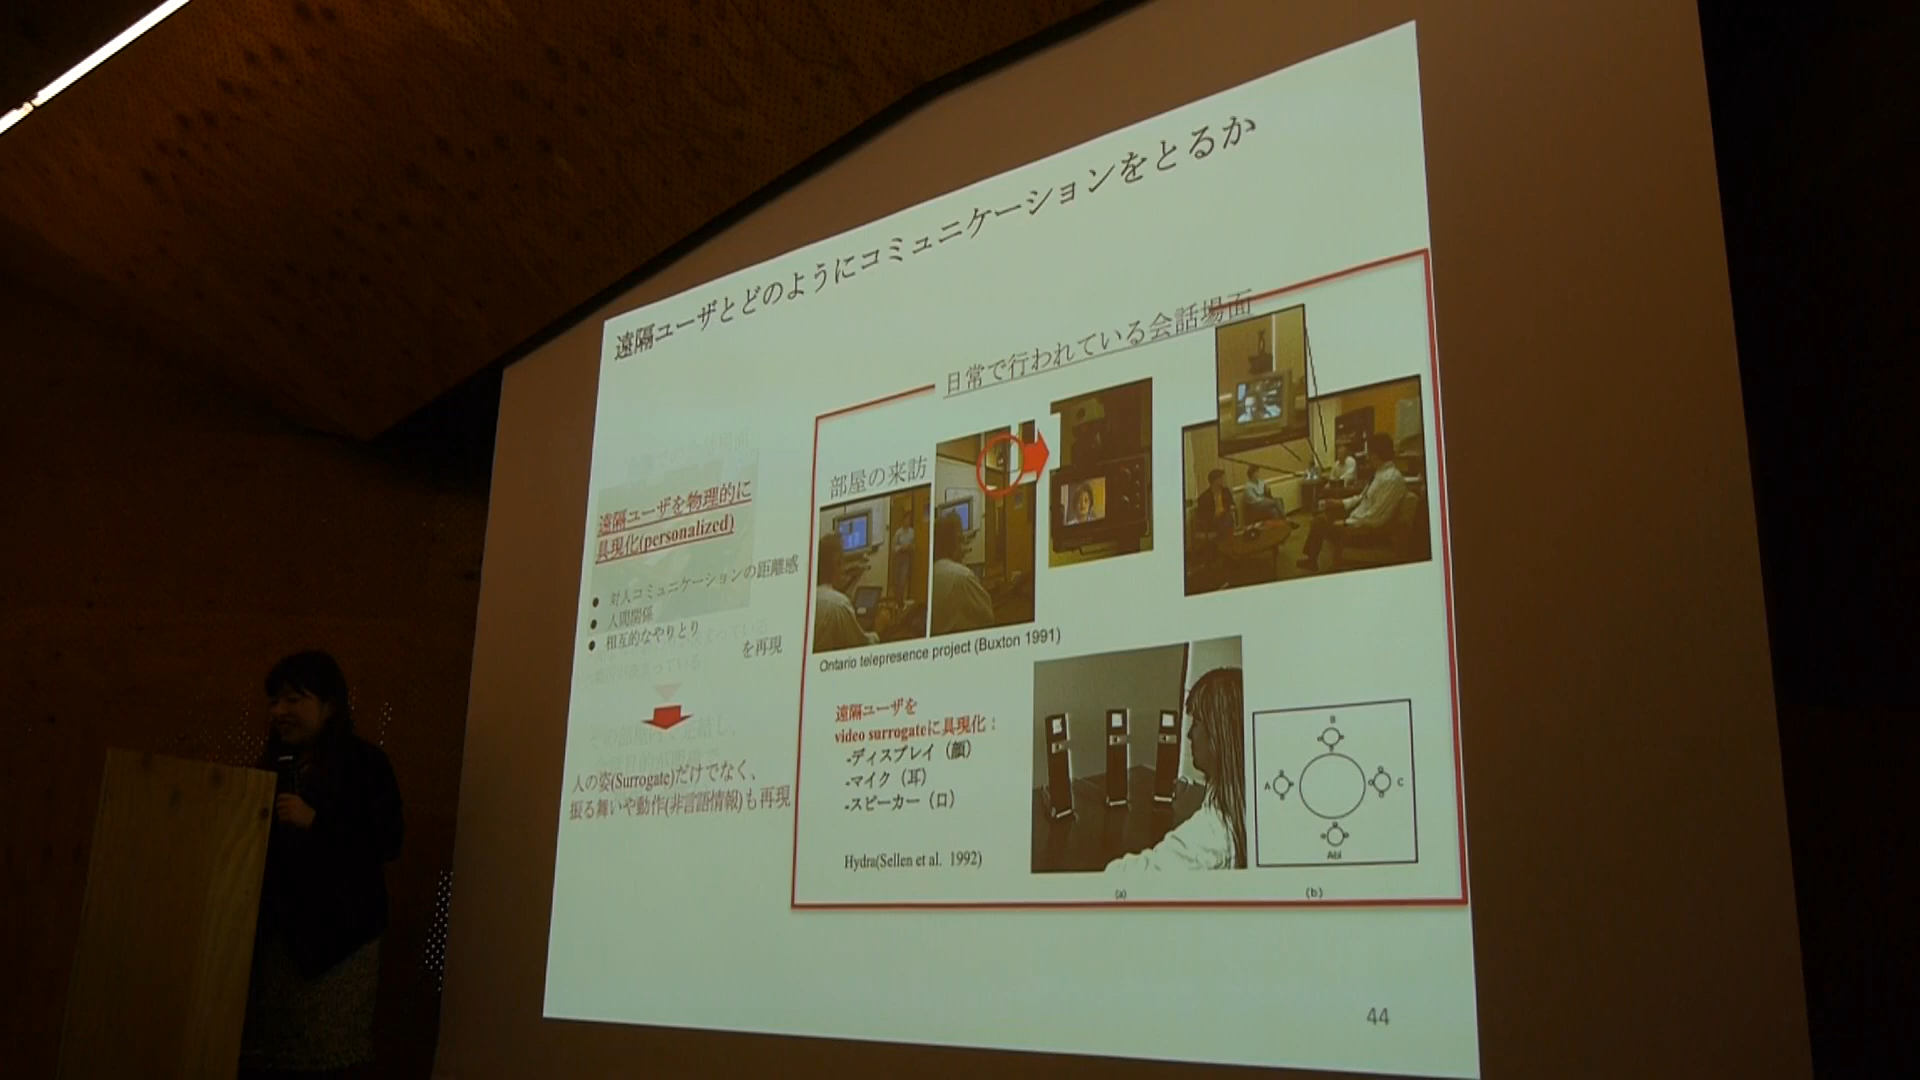 遠隔ユーザとどのようにコミュニケーションをとるか
日常で行われている会話場面
部屋の来訪
遠隔ユーザを物理的に
具現化(personalized)
● 対人コミュニケーションの距離感
● 人間関係
● 相互的なやりとり
を再現
人の姿(Surrogate)だけでなく、
振る舞いや動作(非言語情報)も再現
Ontario telepresence project (Buxton 1991)
遠隔ユーザを
video surrogateに具現化：
-ディスプレイ（顔）
-マイク（耳）
-スピーカー（口）
Hydra(Sellen et al. 1992)
B
A
C
Abi
(a)
(b)
44